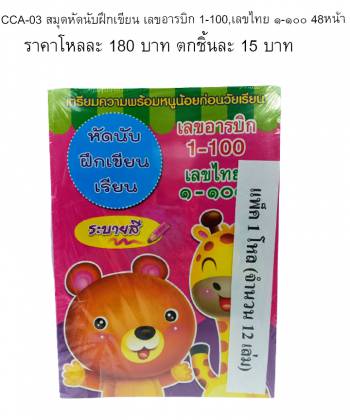 CCA-03 สมุดหัดนับฝึกเขียน เลขอารบิก 1-100,เลขไทย ๑-๑๐๐ 48หน้า
ราคาโหลละ 180 บาท ตกชิ้นละ 15 บาท
เตรียมความพร้อมหนูน้อยก่อนวัยเรียน
หัดนับ
ฝึกเขียน
เรียน
เลขอารบิก
1-100
เลขไทย
๑-๑๐๐
ระบายสี
แพ็ค 1 โหล (จำนวน 12 เล่ม)